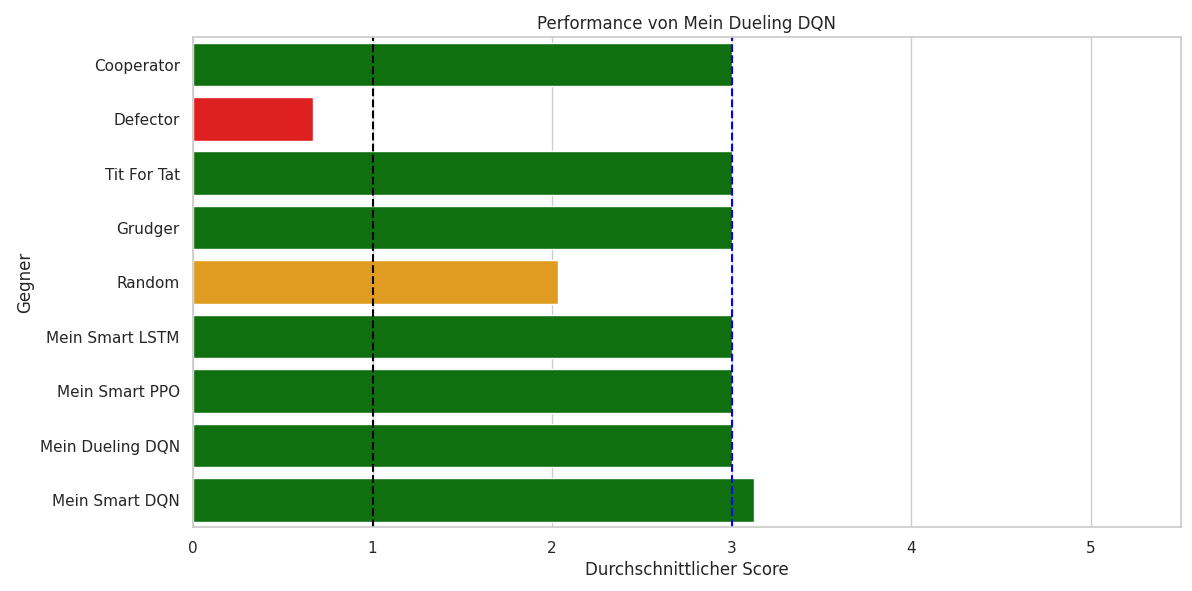 Performance von Mein Dueling DQN
Cooperator
Defector
Tit For Tat
Grudger
Random
Mein Smart LSTM
Mein Smart PPO
Mein Dueling DQN
Mein Smart DQN
Gegner
0 1 2 3 4 5
Durchschnittlicher Score